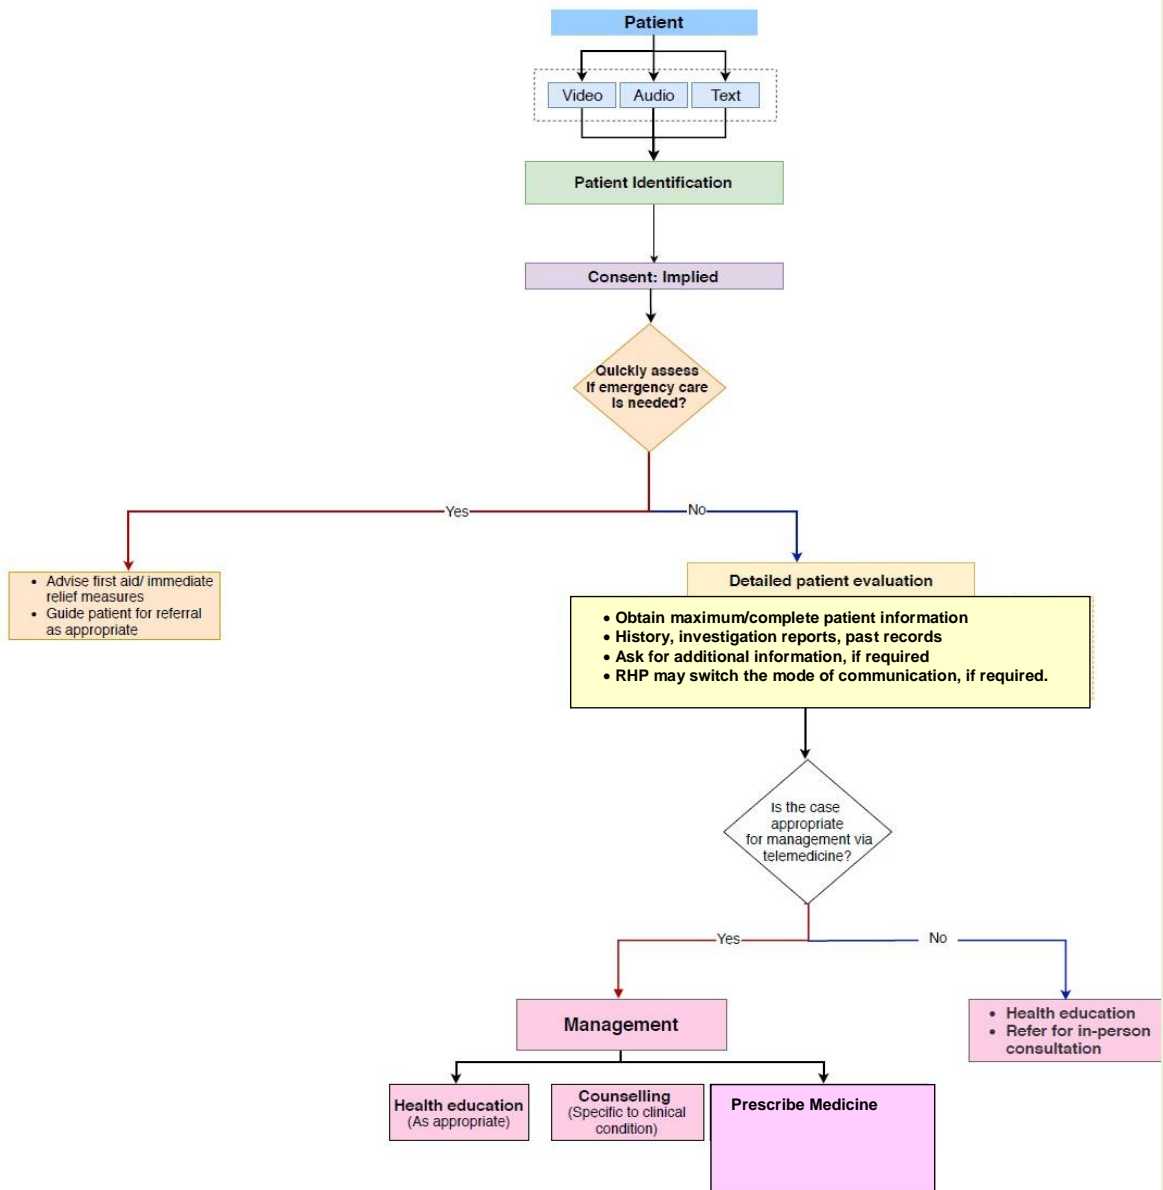 Patient
Video Audio Text
Patient Identification
Consent: Implied
Quickly assess
If emergency care
Is needed?
Yes
No
• Advise first aid/ immediate
relief measures
• Guide patient for referral
as appropriate
Detailed patient evaluation
• Obtain maximum/complete patient information
• History, investigation reports, past records
• Ask for additional information, if required
• RHP may switch the mode of communication, if required.
Is the case
appropriate
for management via
telemedicine?
Yes
No
Management
• Health education
• Refer for in-person
consultation
Health education
(As appropriate)
Counselling
(Specific to clinical
condition)
Prescribe Medicine